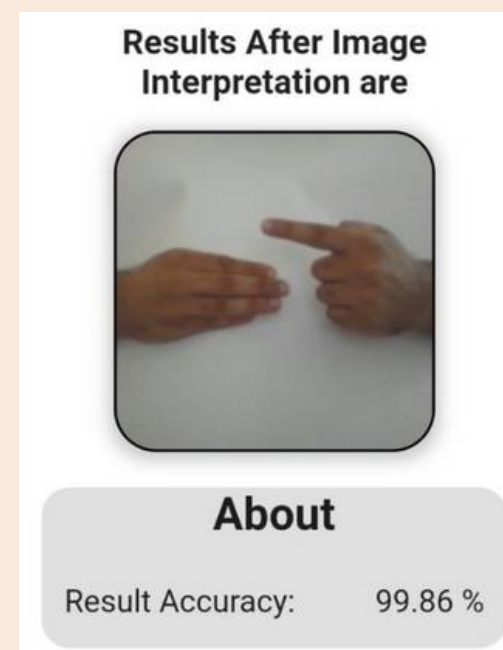 Results After Image
Interpretation are
About
Result Accuracy: 99.86 %